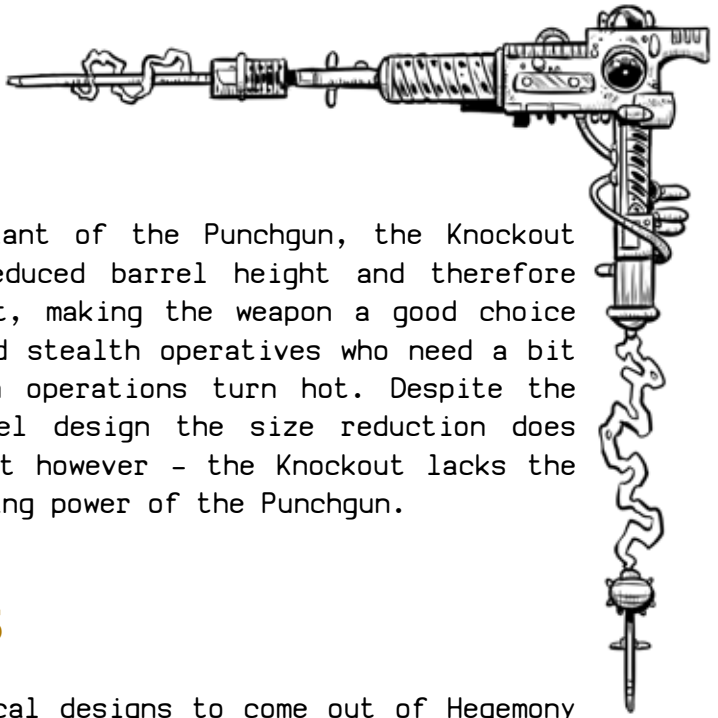 ant of the Punchgun, the Knockout
educed barrel height and therefore
t, making the weapon a good choice
d stealth operatives who need a bit
operations turn hot. Despite the
el design the size reduction does
t however – the Knockout lacks the
ing power of the Punchgun.
cal designs to come out of Hegemony